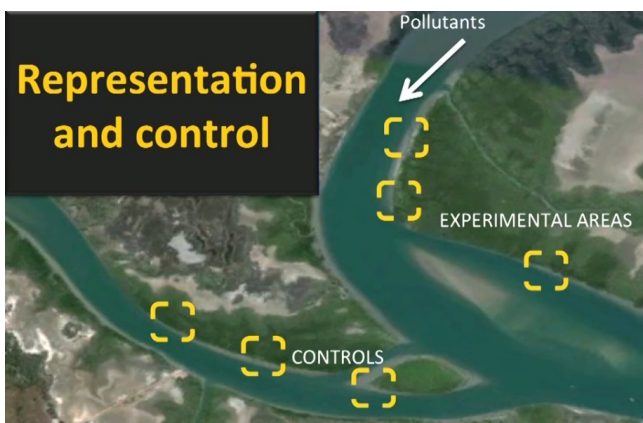 Representation
and control
Pollutants
EXPERIMENTAL AREAS
CONTROLS